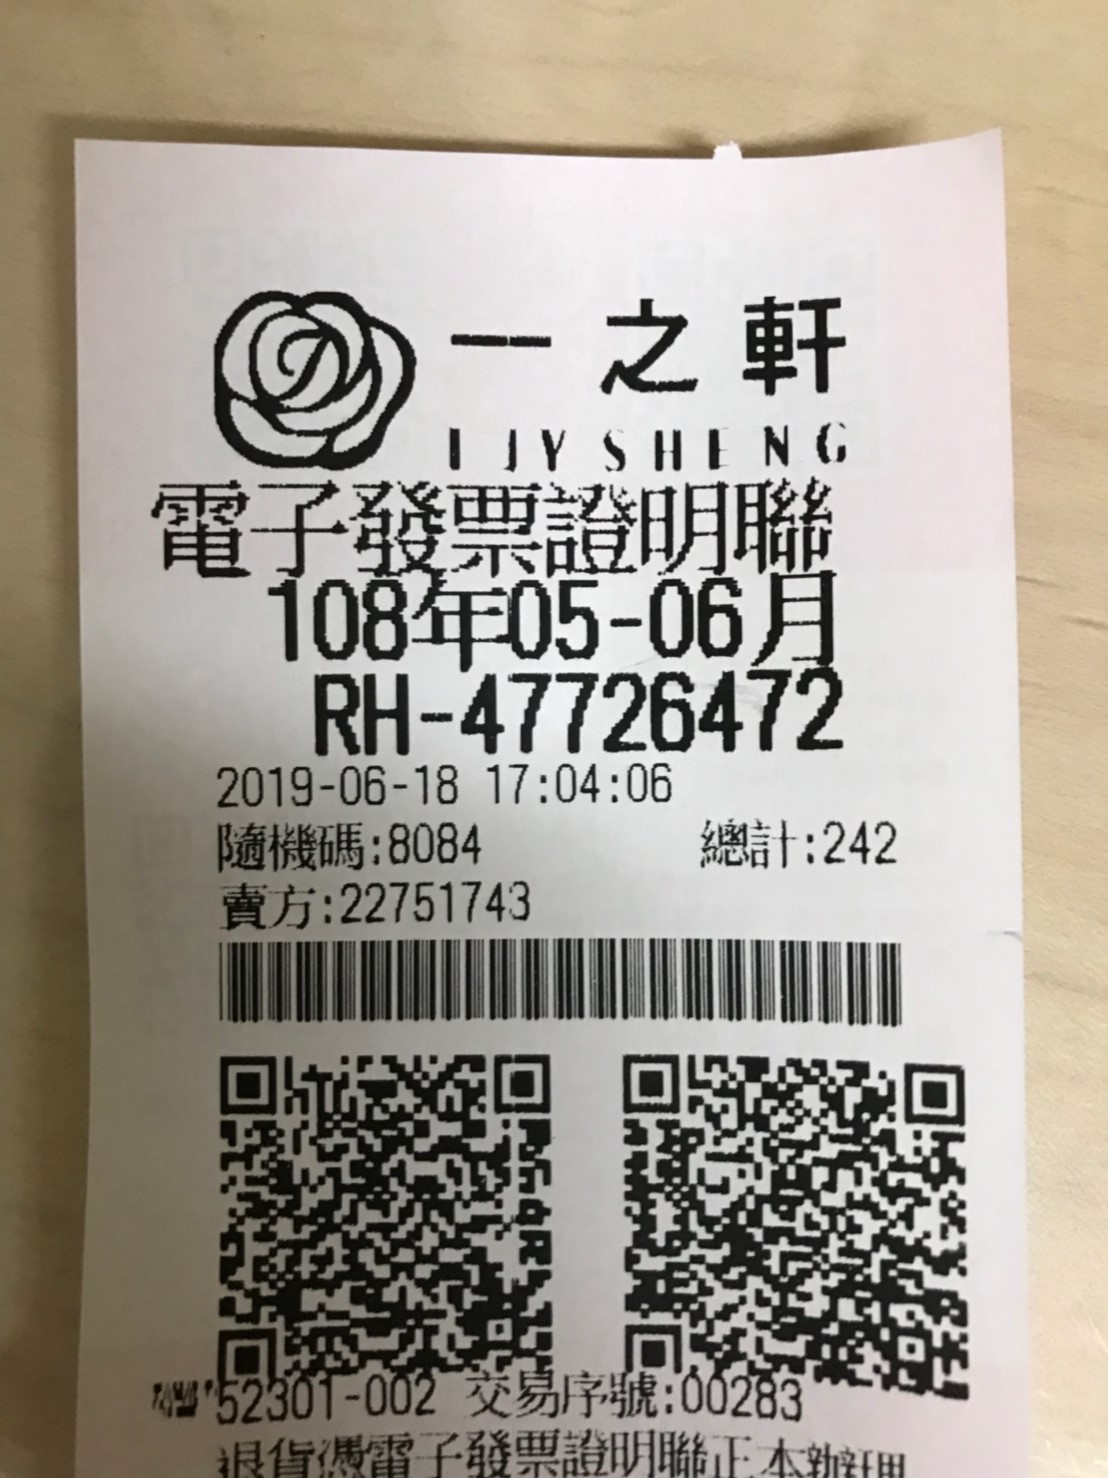 一之軒
IJYSHENG
電子發票證明聯
108年05-06月
RH-47726472
2019-06-18 17:04:06
隨機碼:8084 總計:242
賣方:22751743
52301-002 交易序號:00283
退貨憑電子發票證明聯正本辦理